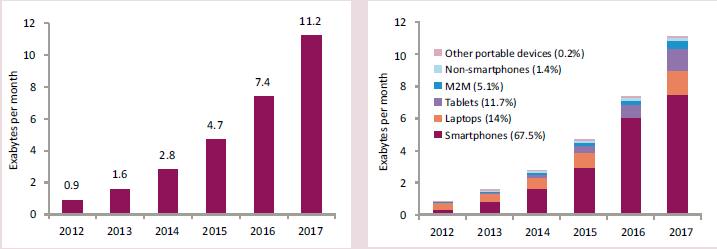 Exabytes per month
12
10
8
6
4
2
0
0.9
1.6
2.8
4.7
7.4
11.2
2012 2013 2014 2015 2016 2017
Exabytes per month
12
10
8
6
4
2
0
Other portable devices (0.2%)
Non-smartphones (1.4%)
M2M (5.1%)
Tablets (11.7%)
Laptops (14%)
Smartphones (67.5%)
2012 2013 2014 2015 2016 2017